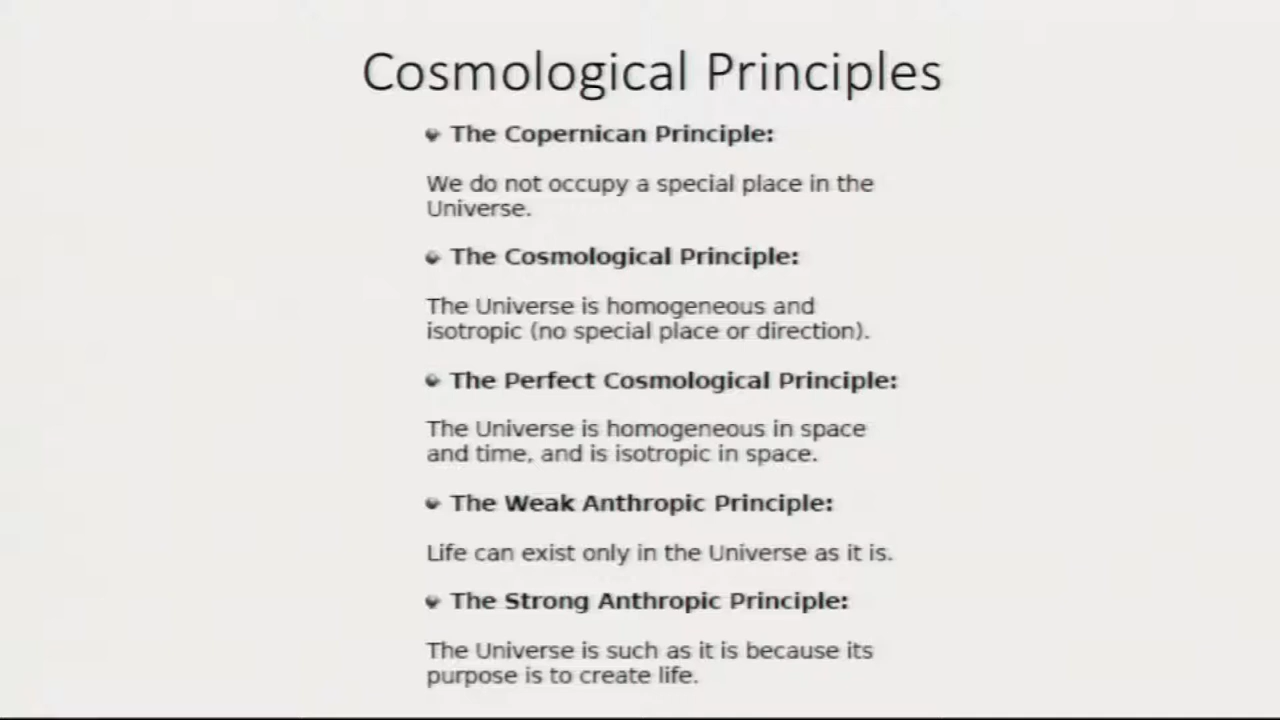 Cosmological Principles
The Copernican Principle:
We do not occupy a special place in the
Universe.
The Cosmological Principle:
The Universe is homogeneous and
isotropic (no special place or direction).
The Perfect Cosmological Principle:
The Universe is homogeneous in space
and time, and is isotropic in space.
The Weak Anthropic Principle:
Life can exist only in the Universe as it is.
The Strong Anthropic Principle:
The Universe is such as it is because its
purpose is to create life.